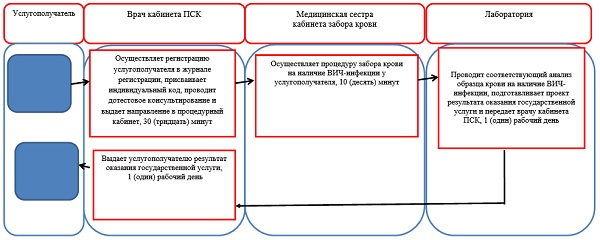 Услугополучатель
Врач кабинета ПСК
Медицинская сестра
кабинета забора крови
Лаборатория
Осуществляет регистрацию
услугополучателя в журнале
регистрации, присваивает
индивидуальный код, проводит
дотестовое консультирование и
выдает направление в процедурный
кабинет, 30 (тридцать) минут
Осуществляет процедуру забора крови
на наличие ВИЧ-инфекции у
услугополучателя, 10 (десять) минут
Проводит соответствующий анализ
образца крови на наличие ВИЧ-
инфекции, подготавливает проект
результата оказания государственной
услуги и передает врачу кабинета
ПСК, 1 (один) рабочий день
Выдает услугополучателю результат
оказания государственной услуги,
1 (один) рабочий день